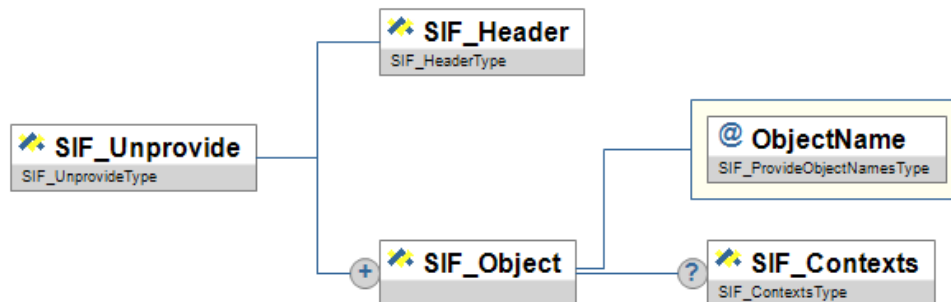 SIF_Header
SIF_HeaderType
SIF_Unprovide
SIF_UnprovideType
@ ObjectName
SIF_ProvideObjectNamesType
+ SIF_Object
? SIF_Contexts
SIF_ContextsType